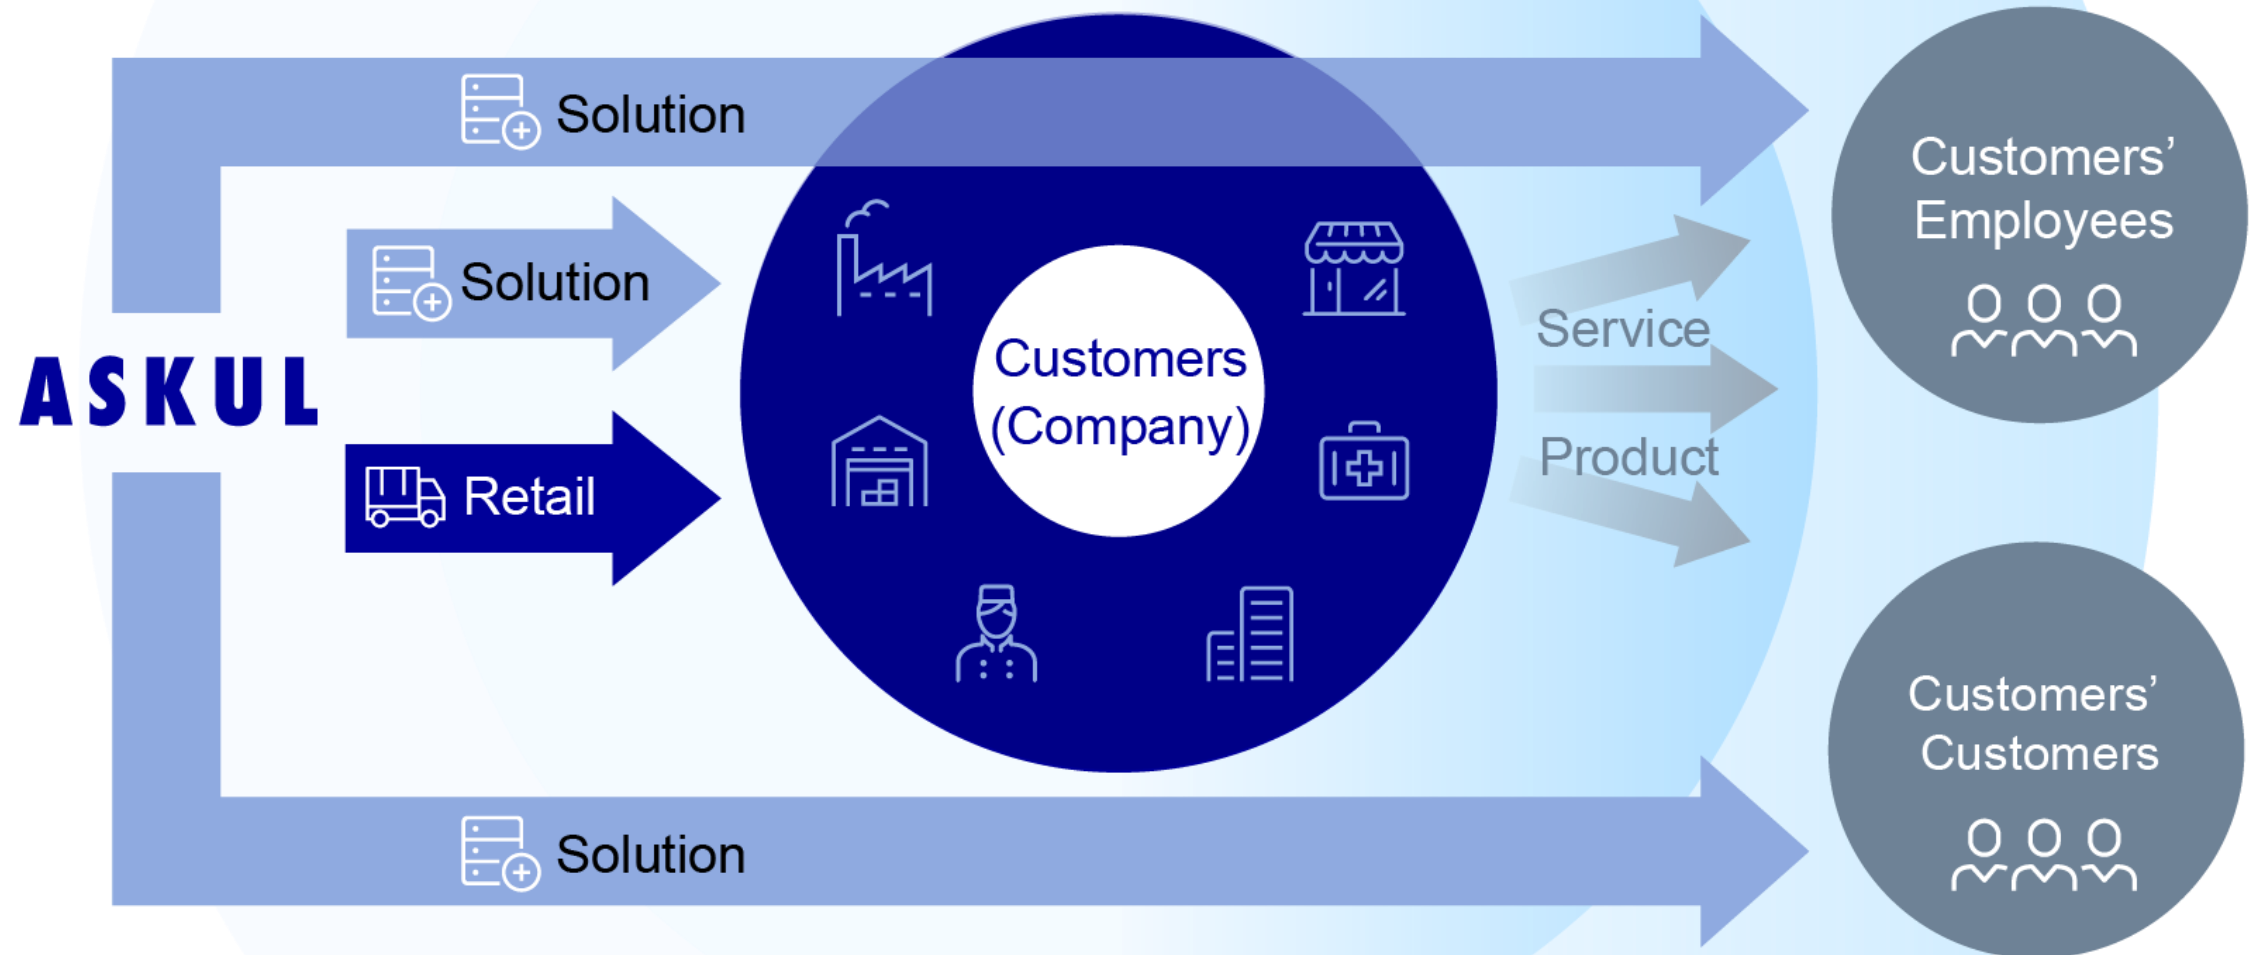 Solution
Solution
ASKUL
Retail
Solution
Customers
(Company)
Service
Product
Customers’
Employees
Customers’
Customers